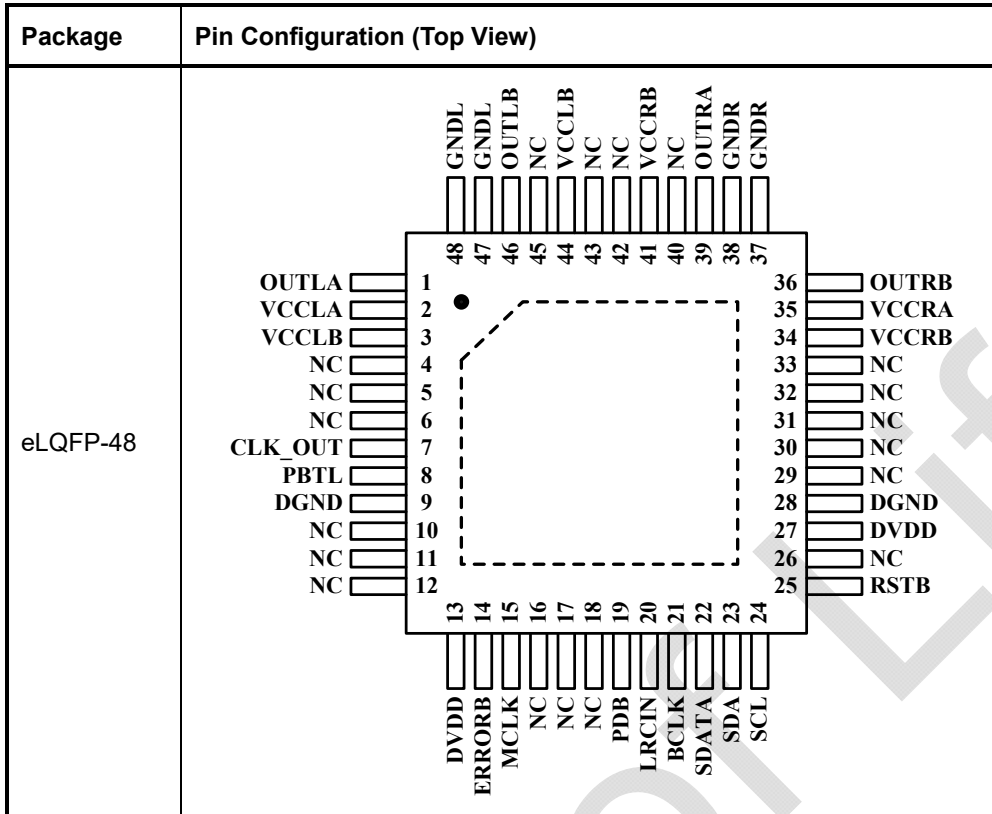 Package Pin Configuration (Top View)
eLQFP-48
GNDL GNDL OUTLB NC VCCLB NC NC VCCRB NC OUTRA GNDR GNDR
48 47 46 45 44 43 42 41 40 39 38 37
OUTLA 1 36 OUTRB
VCCLA 2 35 VCCRA
VCCLB 3 34 VCCRB
NC 4 33 NC
NC 5 32 NC
NC 6 31 NC
CLK_OUT 7 30 NC
PBTL 8 29 NC
DGND 9 28 DGND
NC 10 27 DVDD
NC 11 26 NC
NC 12 25 RSTB
13 14 15 16 17 18 19 20 21 22 23 24
DVDD ERRORB MCLK NC NC NC PDB LRCIN BCLK SDATA SDA SCL
of Lif